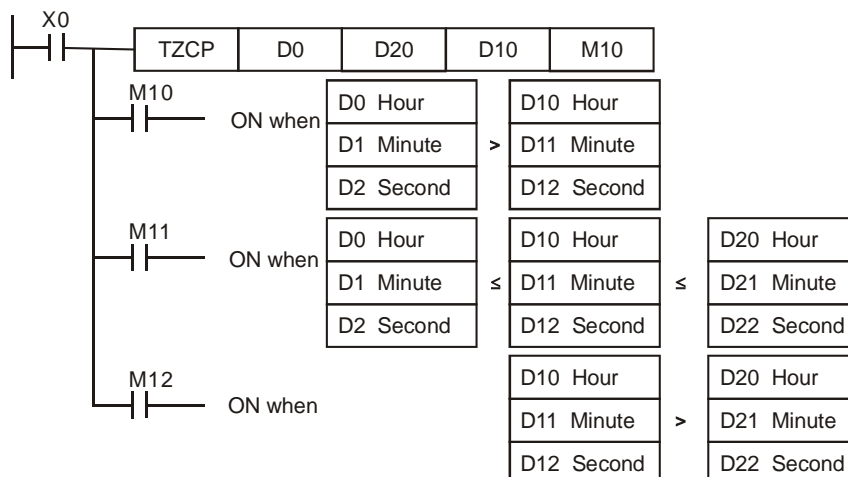 X0
TZCP D0 D20 D10 M10
M10
ON when
D0 Hour
D1 Minute
D2 Second
>
D10 Hour
D11 Minute
D12 Second
M11
ON when
D0 Hour
D1 Minute
D2 Second
≤
D10 Hour
D11 Minute
D12 Second
≤
D20 Hour
D21 Minute
D22 Second
M12
ON when
D10 Hour
D11 Minute
D12 Second
>
D20 Hour
D21 Minute
D22 Second